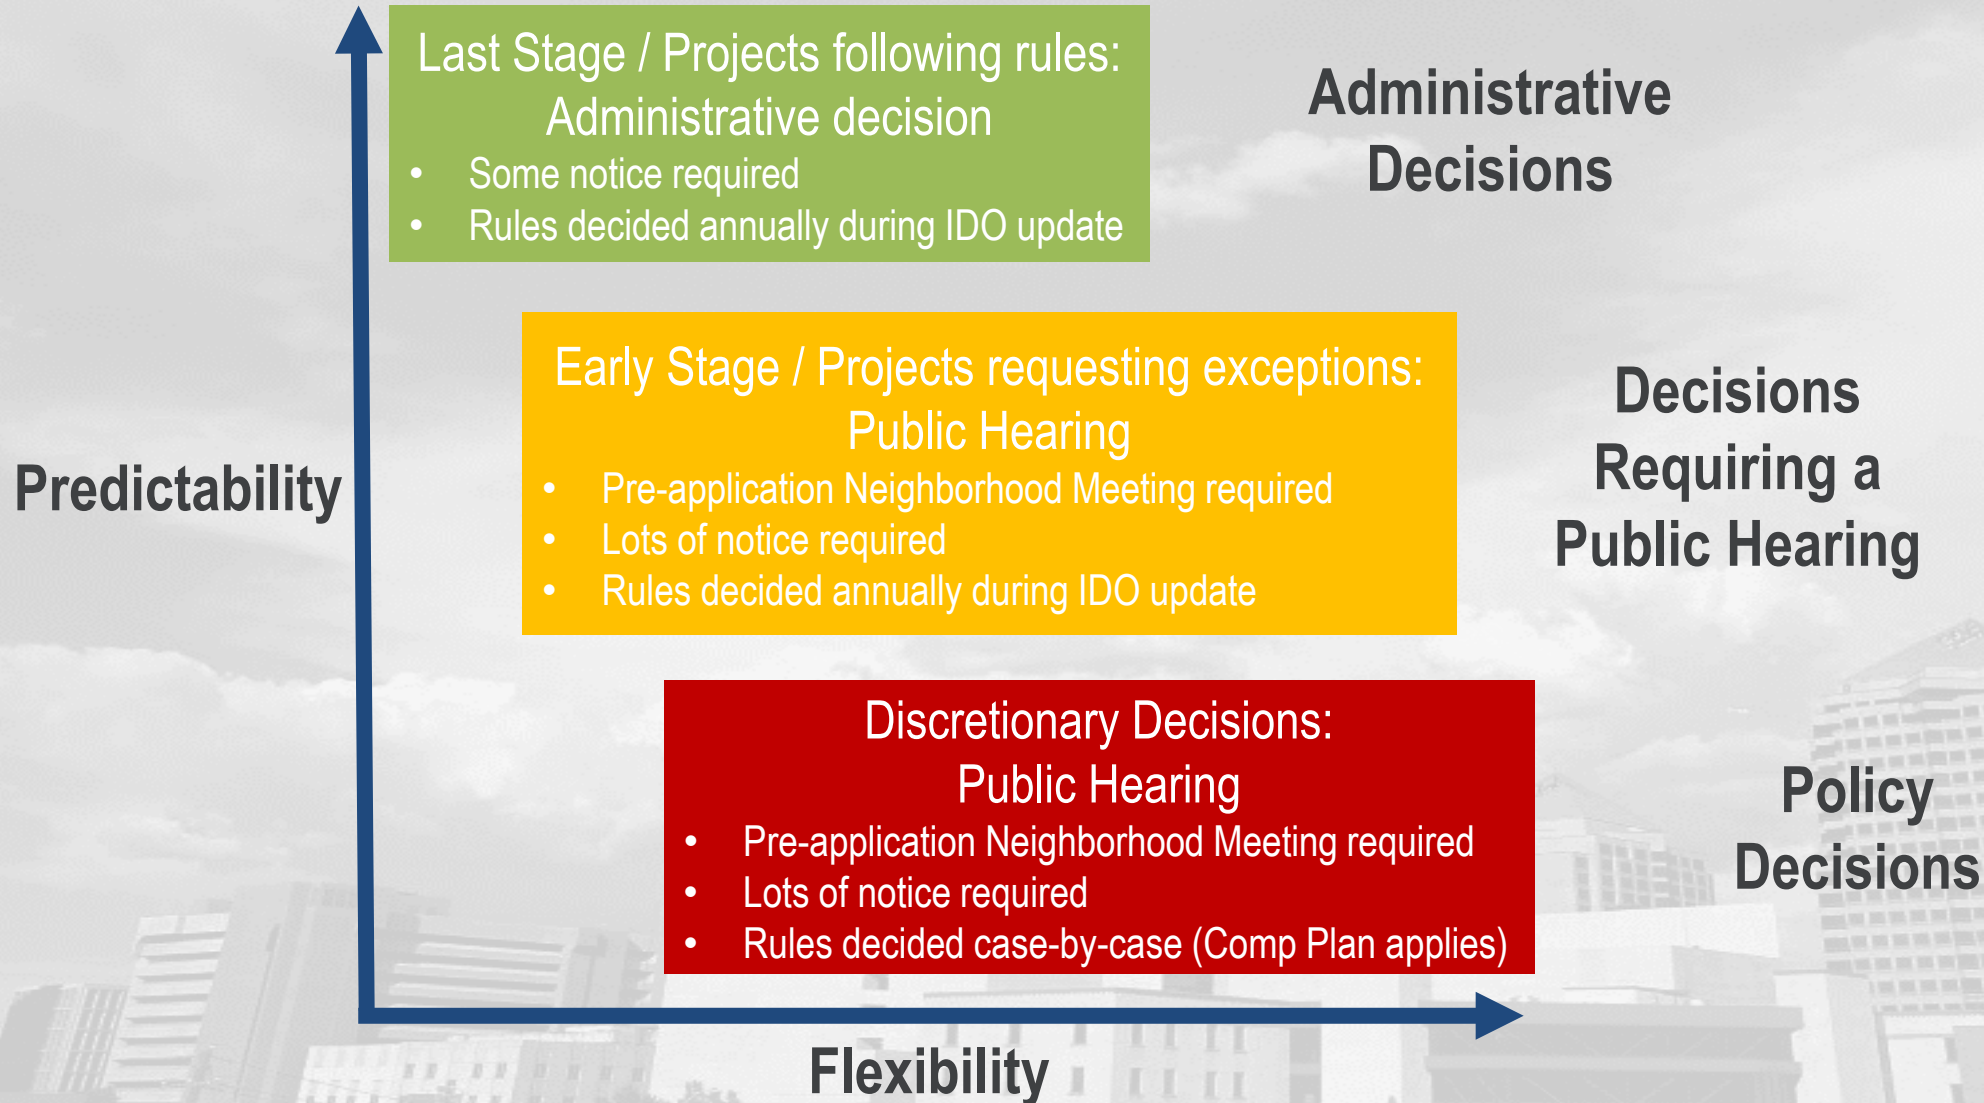 Last Stage / Projects following rules:
Administrative decision
• Some notice required
• Rules decided annually during IDO update
Administrative
Decisions
Early Stage / Projects requesting exceptions:
Public Hearing
• Pre-application Neighborhood Meeting required
• Lots of notice required
• Rules decided annually during IDO update
Decisions
Requiring a
Public Hearing
Predictability
Discretionary Decisions:
Public Hearing
• Pre-application Neighborhood Meeting required
• Lots of notice required
• Rules decided case-by-case (Comp Plan applies)
Policy
Decisions
Flexibility